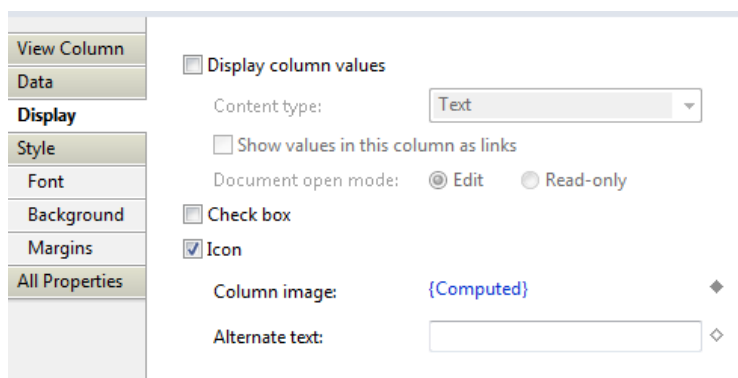 View Column
Data
Display
Style
Font
Background
Margins
All Properties
Display column values
Content type: Text
Show values in this column as links
Document open mode: Edit Read-only
Check box
Icon
Column image: {Computed}
Alternate text: